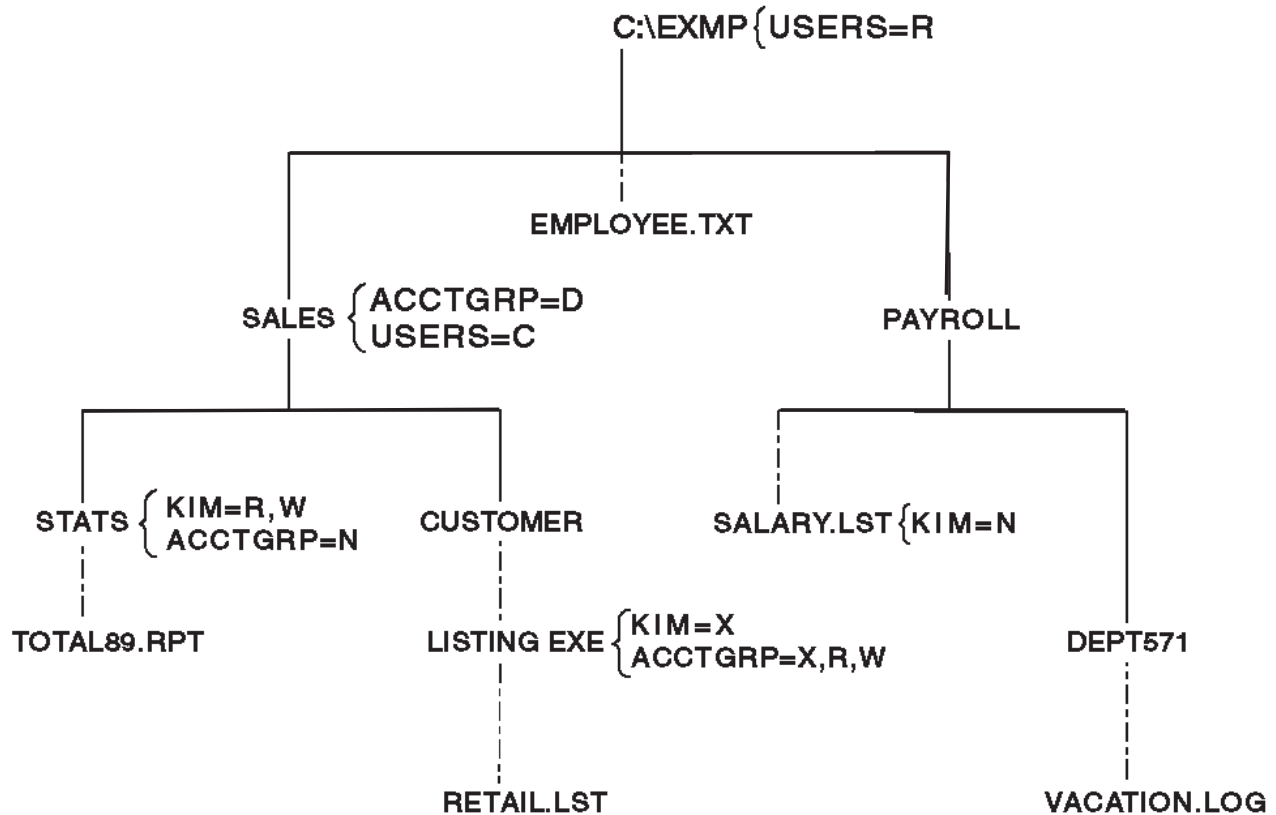 C:\EXMP{USERS=R
EMPLOYEE.TXT
SALES { ACCTGRP=D
USERS=C
PAYROLL
STATS { KIM=R,W
ACCTGRP=N
CUSTOMER
SALARY.LST{KIM=N
TOTAL89.RPT
LISTING EXE { KIM=X
ACCTGRP=X,R,W
DEPT571
RETAIL.LST
VACATION.LOG